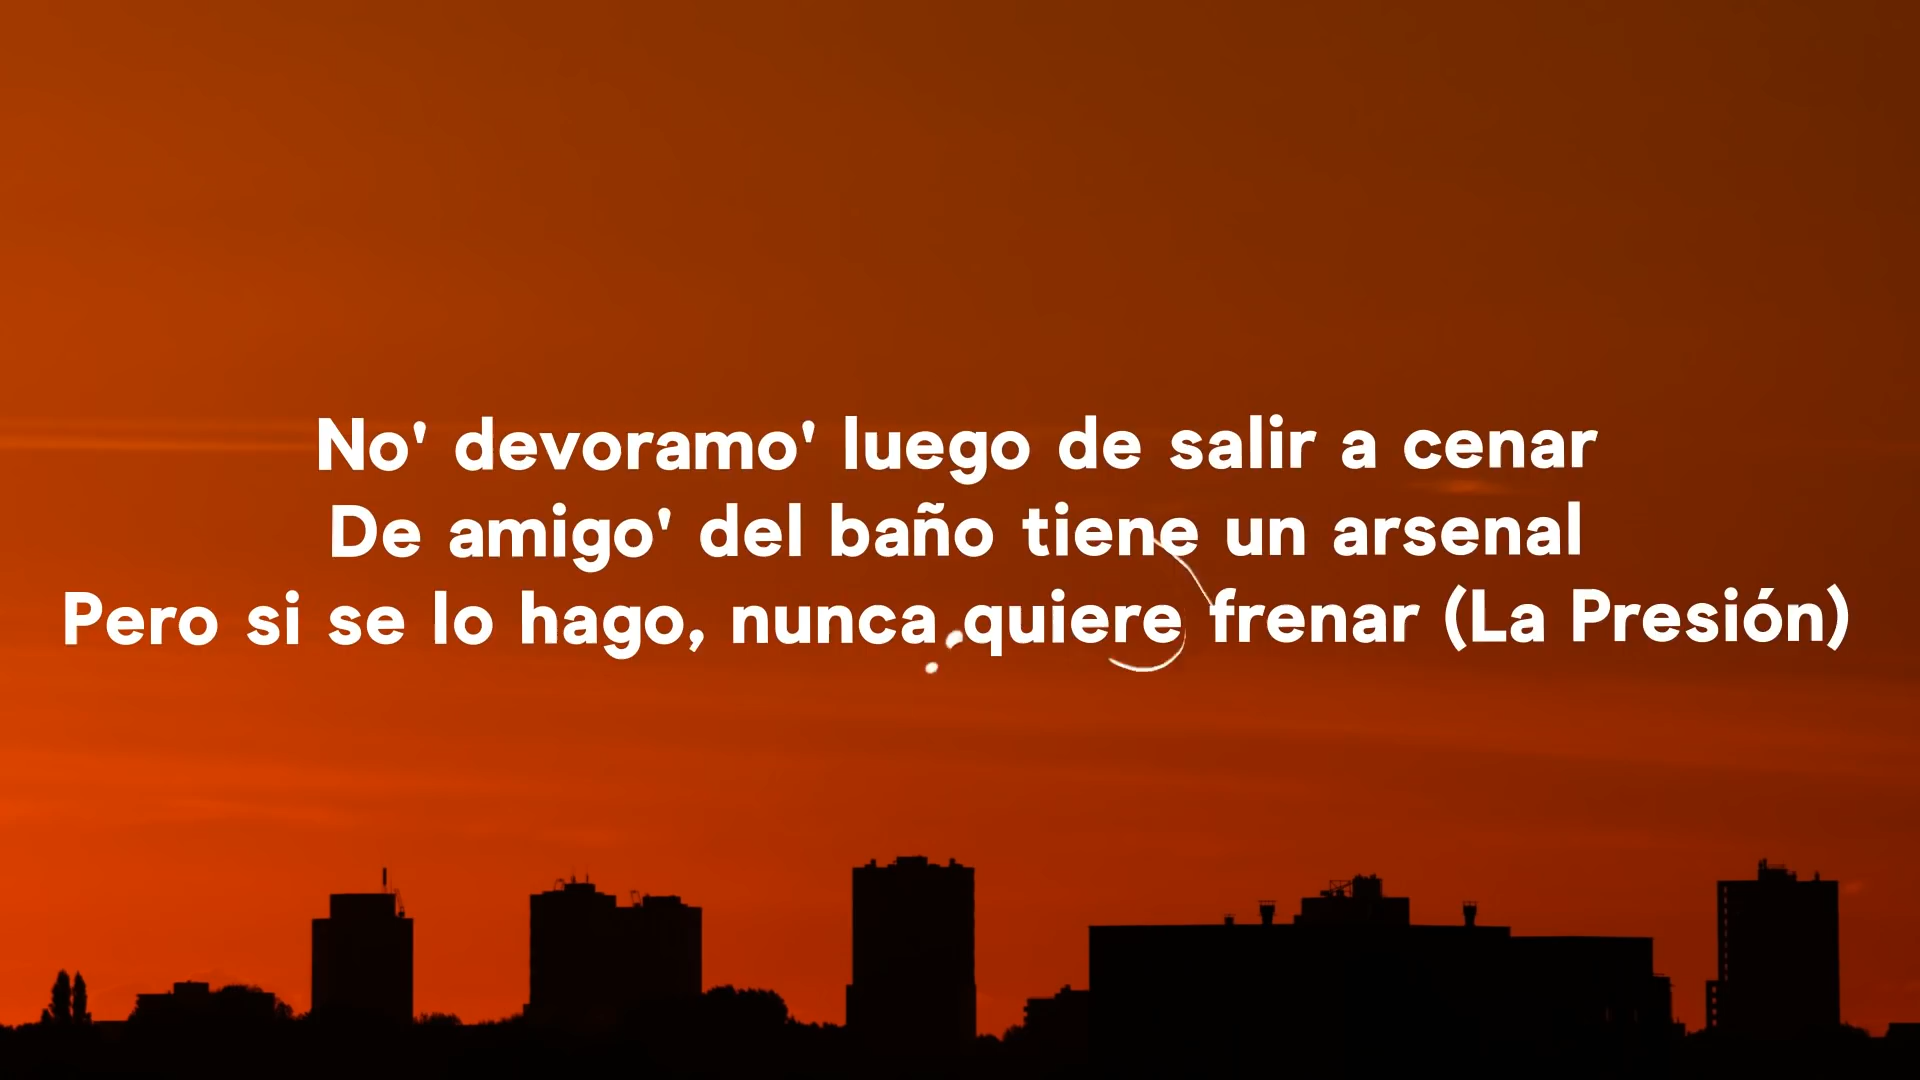 No' devoramo' luego de salir a cenar
De amigo' del baño tiene un arsenal
Pero si se lo hago, nunca quiere frenar (La Presión)